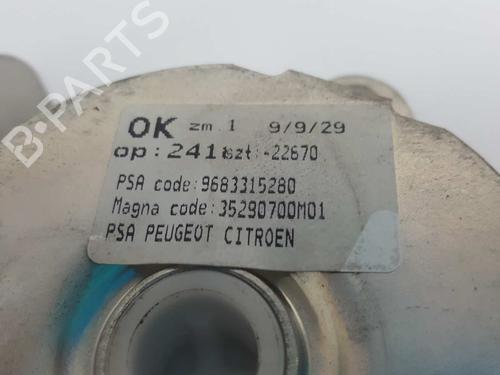 B-PARTS
OK zm. 1 9/9/29
op:241 szt:-22670
PSA code:9683315280
Magna code:35290700M01
PSA PEUGEOT CITROEN